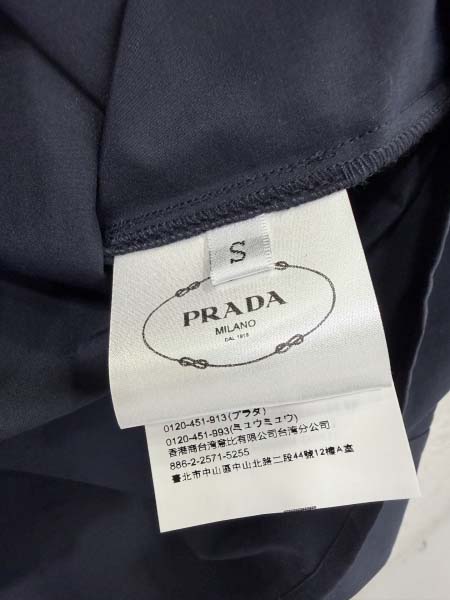 S
PRADA
MILANO
DAL 1913
0120-451-913(プラダ)
0120-451-993(ミュウミュウ)
香港商台灣普比有限公司台湾分公司
886-2-2571-5255
臺北市中山區中山北路二段44號12樓A室